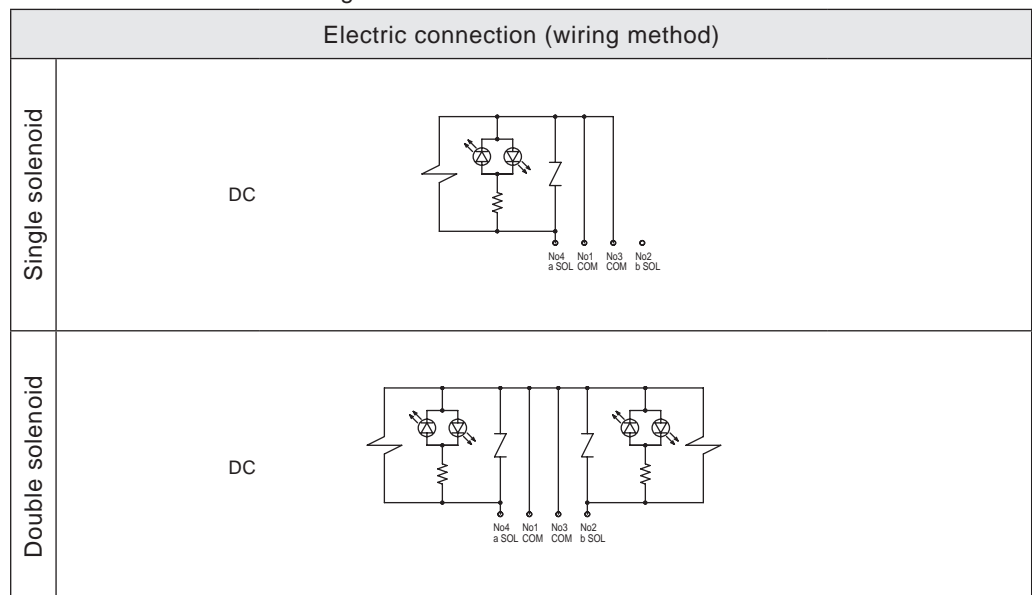 Electric connection (wiring method)
Single solenoid
DC
No4 No1 No3 No2
a SOL COM COM b SOL
Double solenoid
DC
No4 No1 No3 No2
a SOL COM COM b SOL